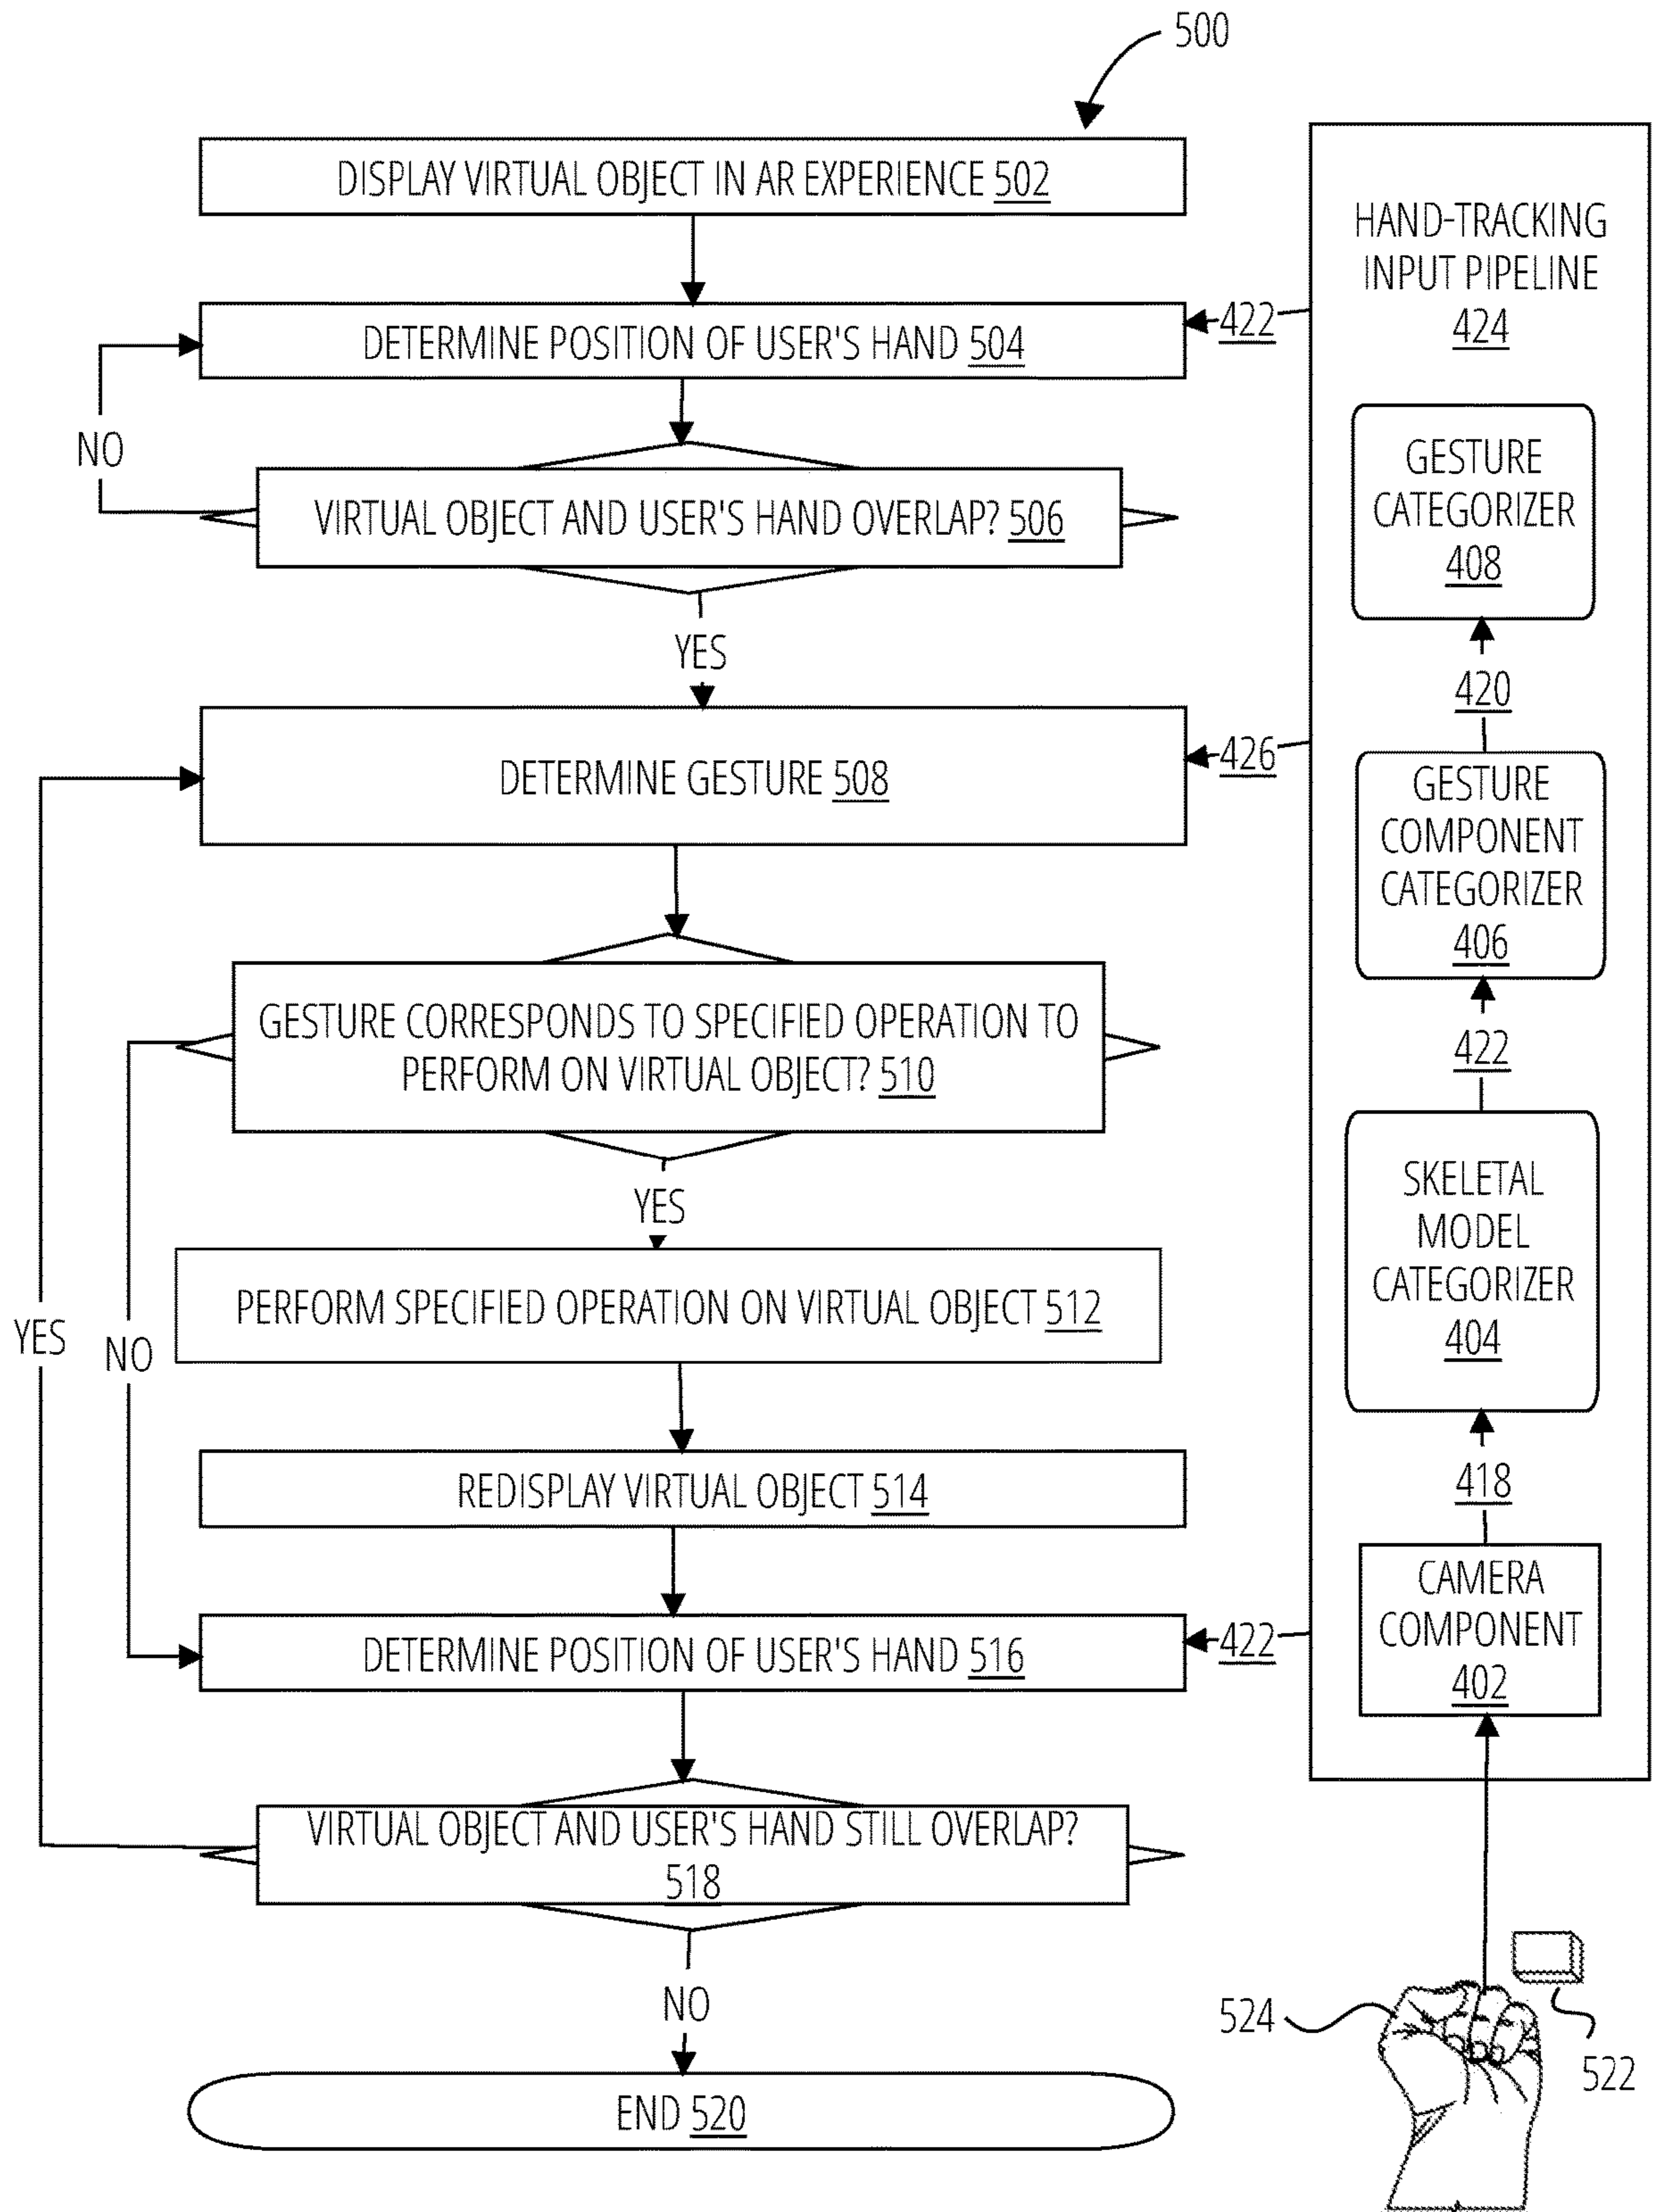 500
DISPLAY VIRTUAL OBJECT IN AR EXPERIENCE 502
DETERMINE POSITION OF USER'S HAND 504
422
NO
VIRTUAL OBJECT AND USER'S HAND OVERLAP? 506
YES
DETERMINE GESTURE 508
426
GESTURE CORRESPONDS TO SPECIFIED OPERATION TO
PERFORM ON VIRTUAL OBJECT? 510
YES
PERFORM SPECIFIED OPERATION ON VIRTUAL OBJECT 512
YES
NO
REDISPLAY VIRTUAL OBJECT 514
DETERMINE POSITION OF USER'S HAND 516
422
VIRTUAL OBJECT AND USER'S HAND STILL OVERLAP?
518
NO
END 520
HAND-TRACKING
INPUT PIPELINE
424
GESTURE
CATEGORIZER
408
420
GESTURE
COMPONENT
CATEGORIZER
406
422
SKELETAL
MODEL
CATEGORIZER
404
418
CAMERA
COMPONENT
402
524
522